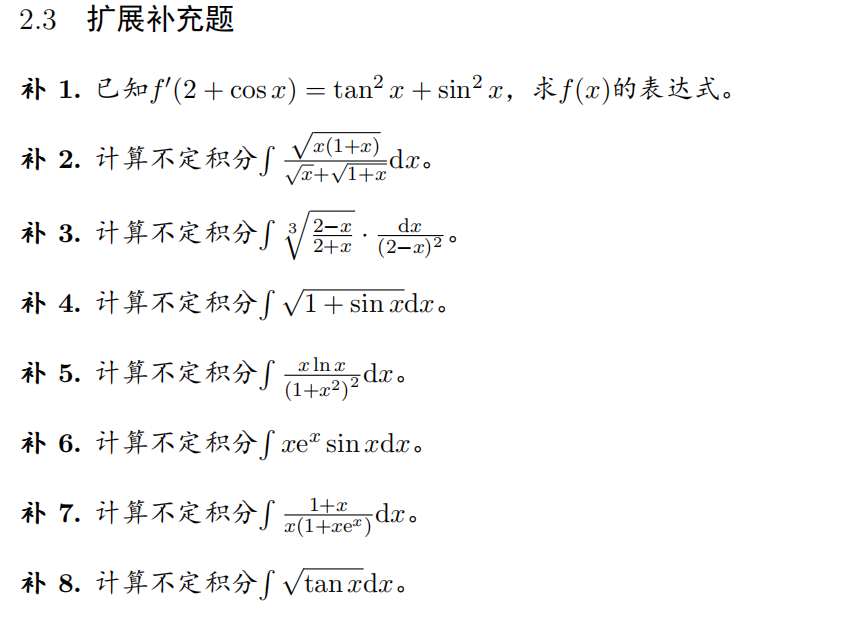 2.3 扩展补充题
补 1. 已知$f'(2+\cos x)=\tan^2 x+\sin^2 x$，求$f(x)$的表达式。
补 2. 计算不定积分$\int \frac{\sqrt{x(1+x)}}{\sqrt{x}+\sqrt{1+x}}\mathrm{d}x$。
补 3. 计算不定积分$\int \sqrt[3]{\frac{2-x}{2+x}}\cdot\frac{\mathrm{d}x}{(2-x)^2}$。
补 4. 计算不定积分$\int \sqrt{1+\sin x}\mathrm{d}x$。
补 5. 计算不定积分$\int \frac{x\ln x}{(1+x^2)^2}\mathrm{d}x$。
补 6. 计算不定积分$\int x\mathrm{e}^x\sin x\mathrm{d}x$。
补 7. 计算不定积分$\int \frac{1+x}{x(1+x\mathrm{e}^x)}\mathrm{d}x$。
补 8. 计算不定积分$\int \sqrt{\tan x}\mathrm{d}x$。